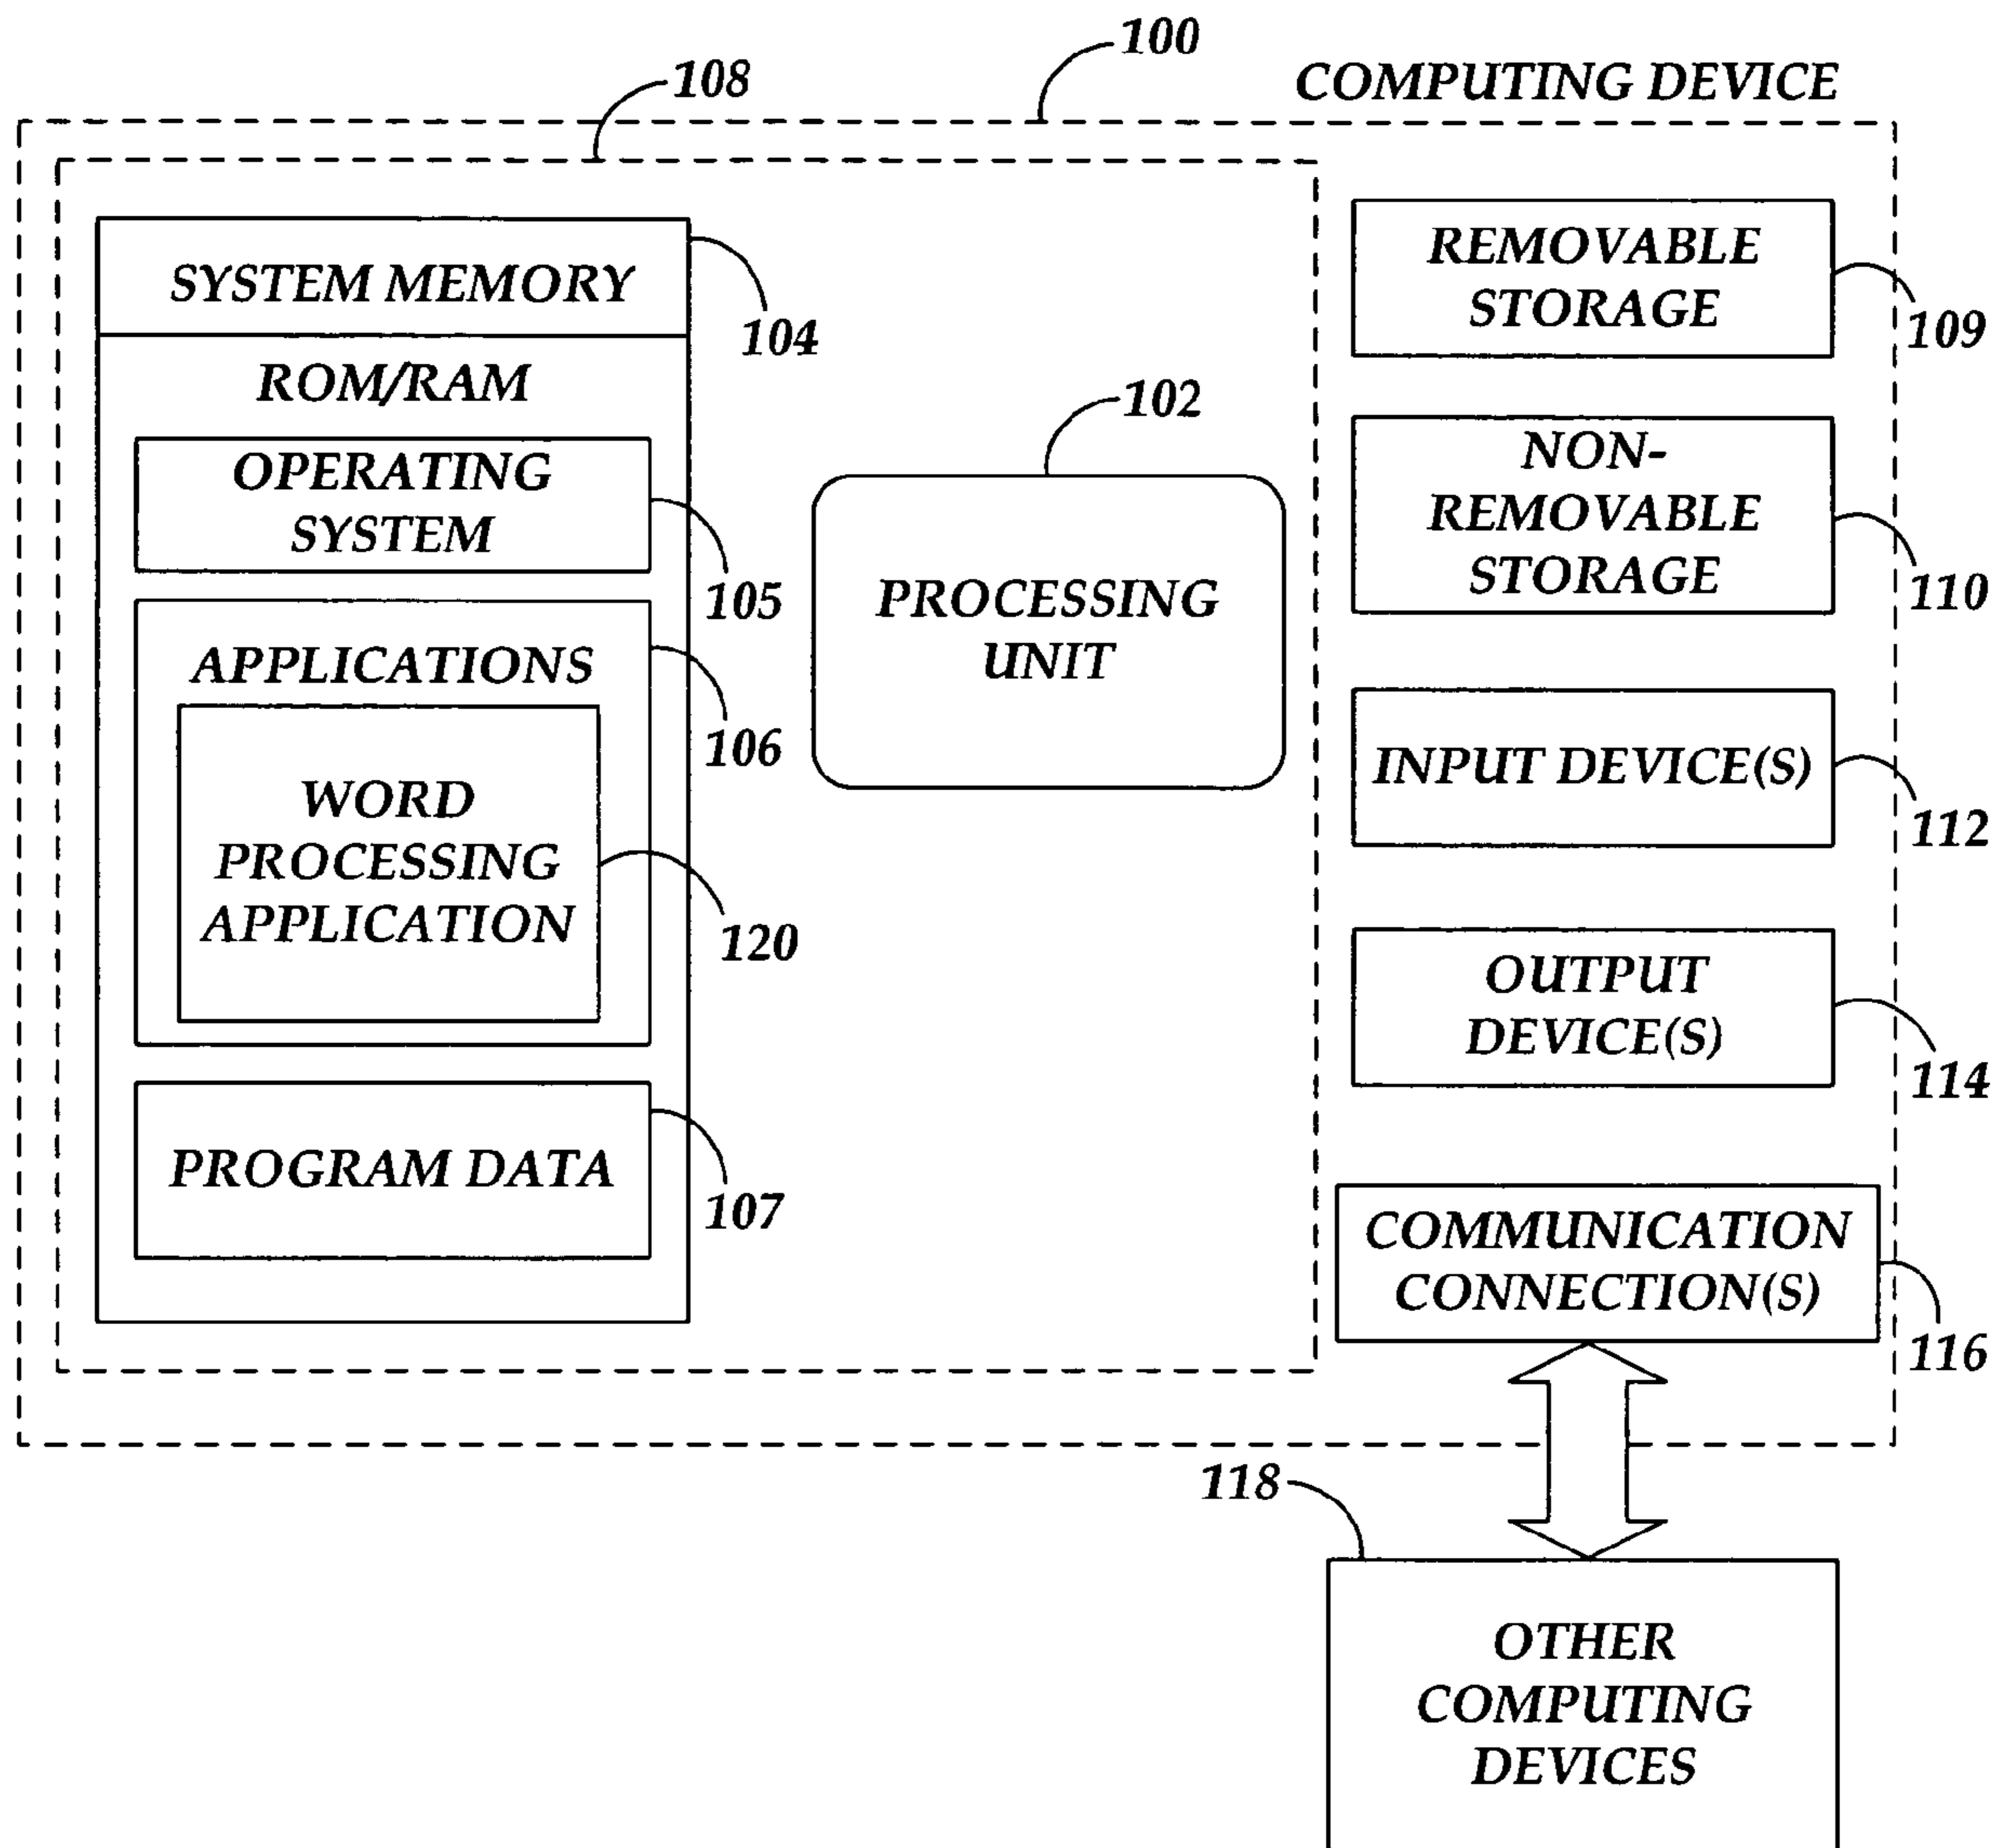 100
COMPUTING DEVICE
108
SYSTEM MEMORY
104
ROM/RAM
OPERATING
SYSTEM
105
APPLICATIONS
106
WORD
PROCESSING
APPLICATION
120
PROGRAM DATA
107
102
PROCESSING
UNIT
REMOVABLE
STORAGE
109
NON-
REMOVABLE
STORAGE
110
INPUT DEVICE(S)
112
OUTPUT
DEVICE(S)
114
COMMUNICATION
CONNECTION(S)
116
118
OTHER
COMPUTING
DEVICES